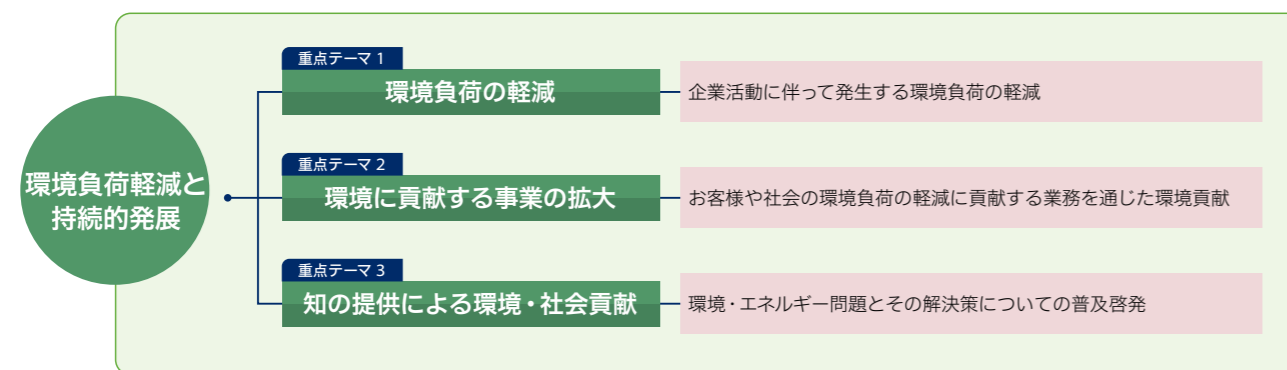 環境負荷軽減と
持続的発展
重点テーマ 1
環境負荷の軽減
企業活動に伴って発生する環境負荷の軽減
重点テーマ 2
環境に貢献する事業の拡大
お客様や社会の環境負荷の軽減に貢献する業務を通じた環境貢献
重点テーマ 3
知の提供による環境・社会貢献
環境・エネルギー問題とその解決策についての普及啓発